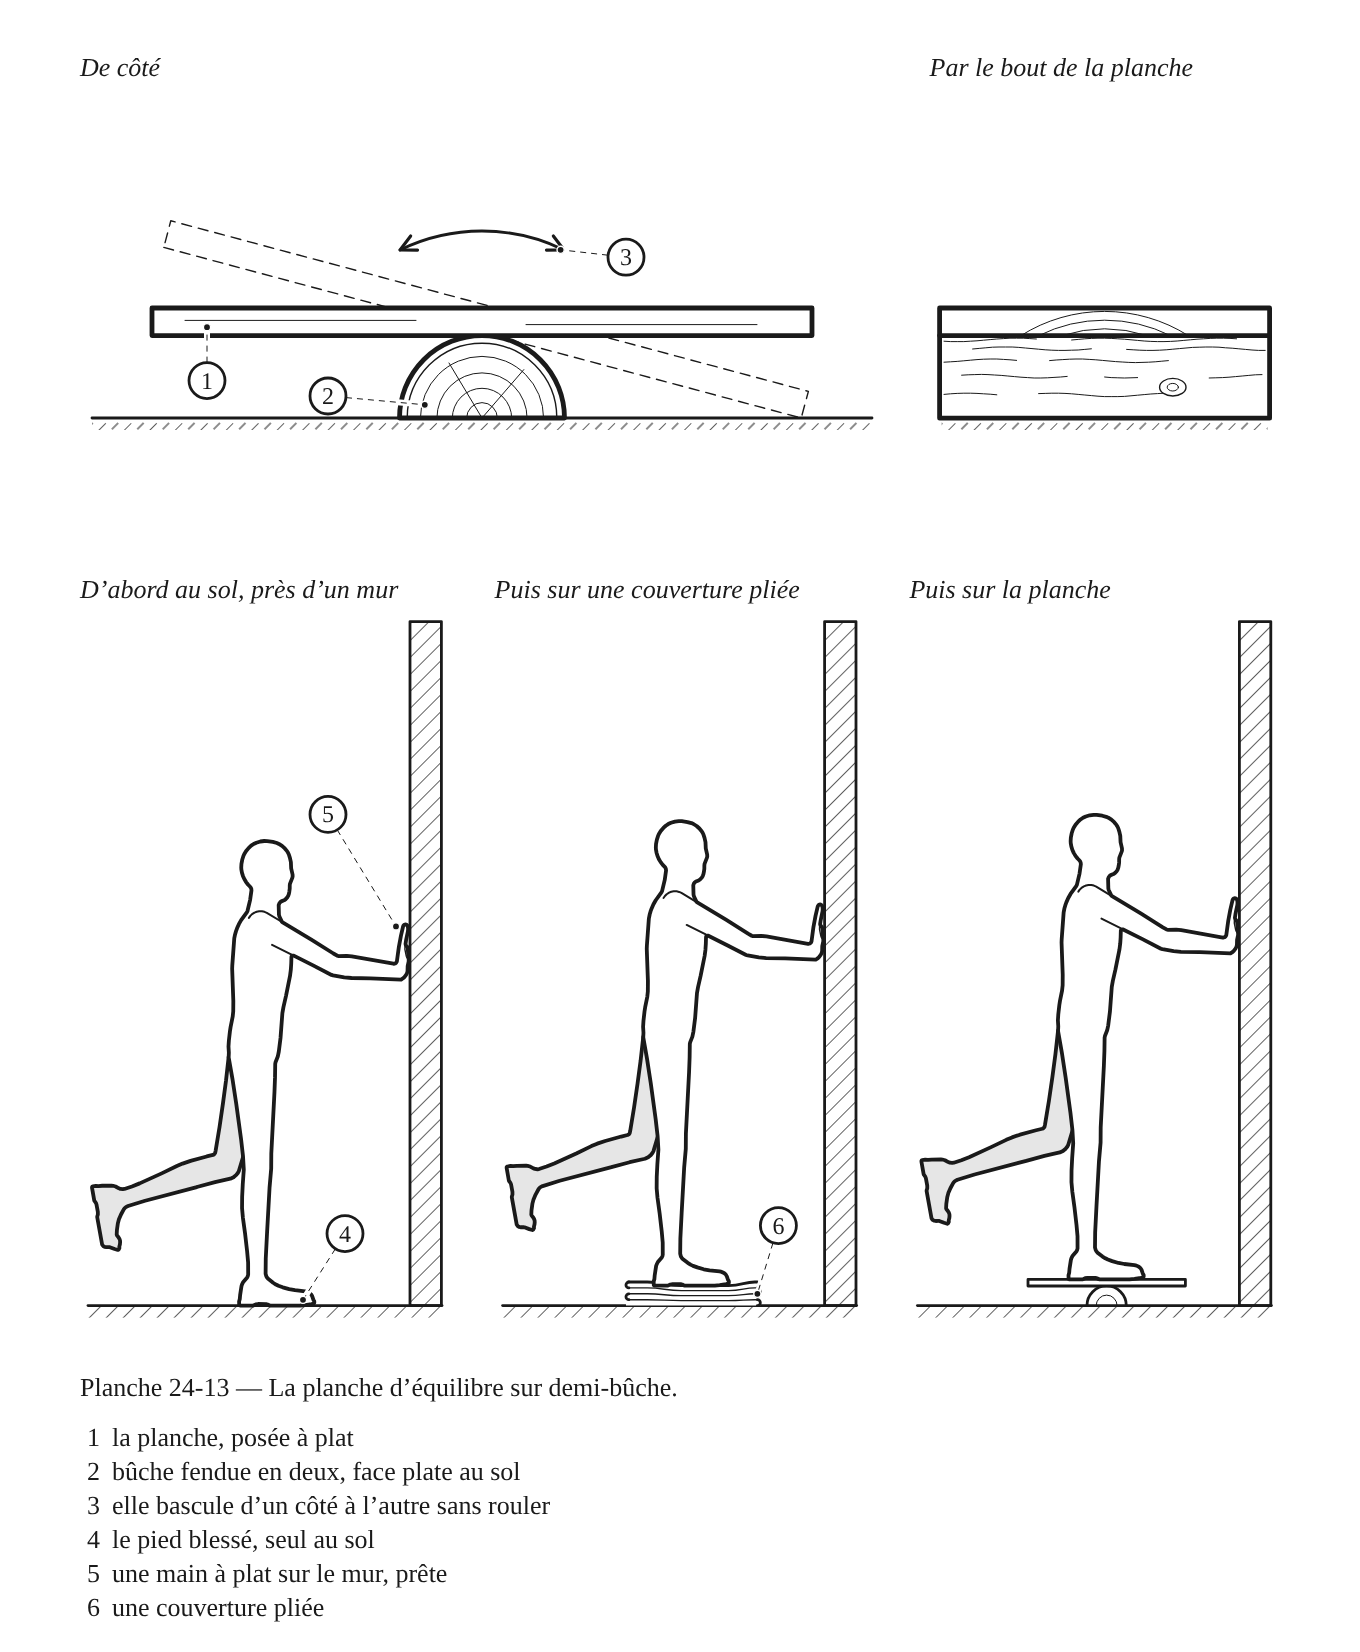 De côté
Par le bout de la planche
3
1
2
D’abord au sol, près d’un mur
Puis sur une couverture pliée
Puis sur la planche
5
4
6
Planche 24-13 — La planche d’équilibre sur demi-bûche.
1 la planche, posée à plat
2 bûche fendue en deux, face plate au sol
3 elle bascule d’un côté à l’autre sans rouler
4 le pied blessé, seul au sol
5 une main à plat sur le mur, prête
6 une couverture pliée